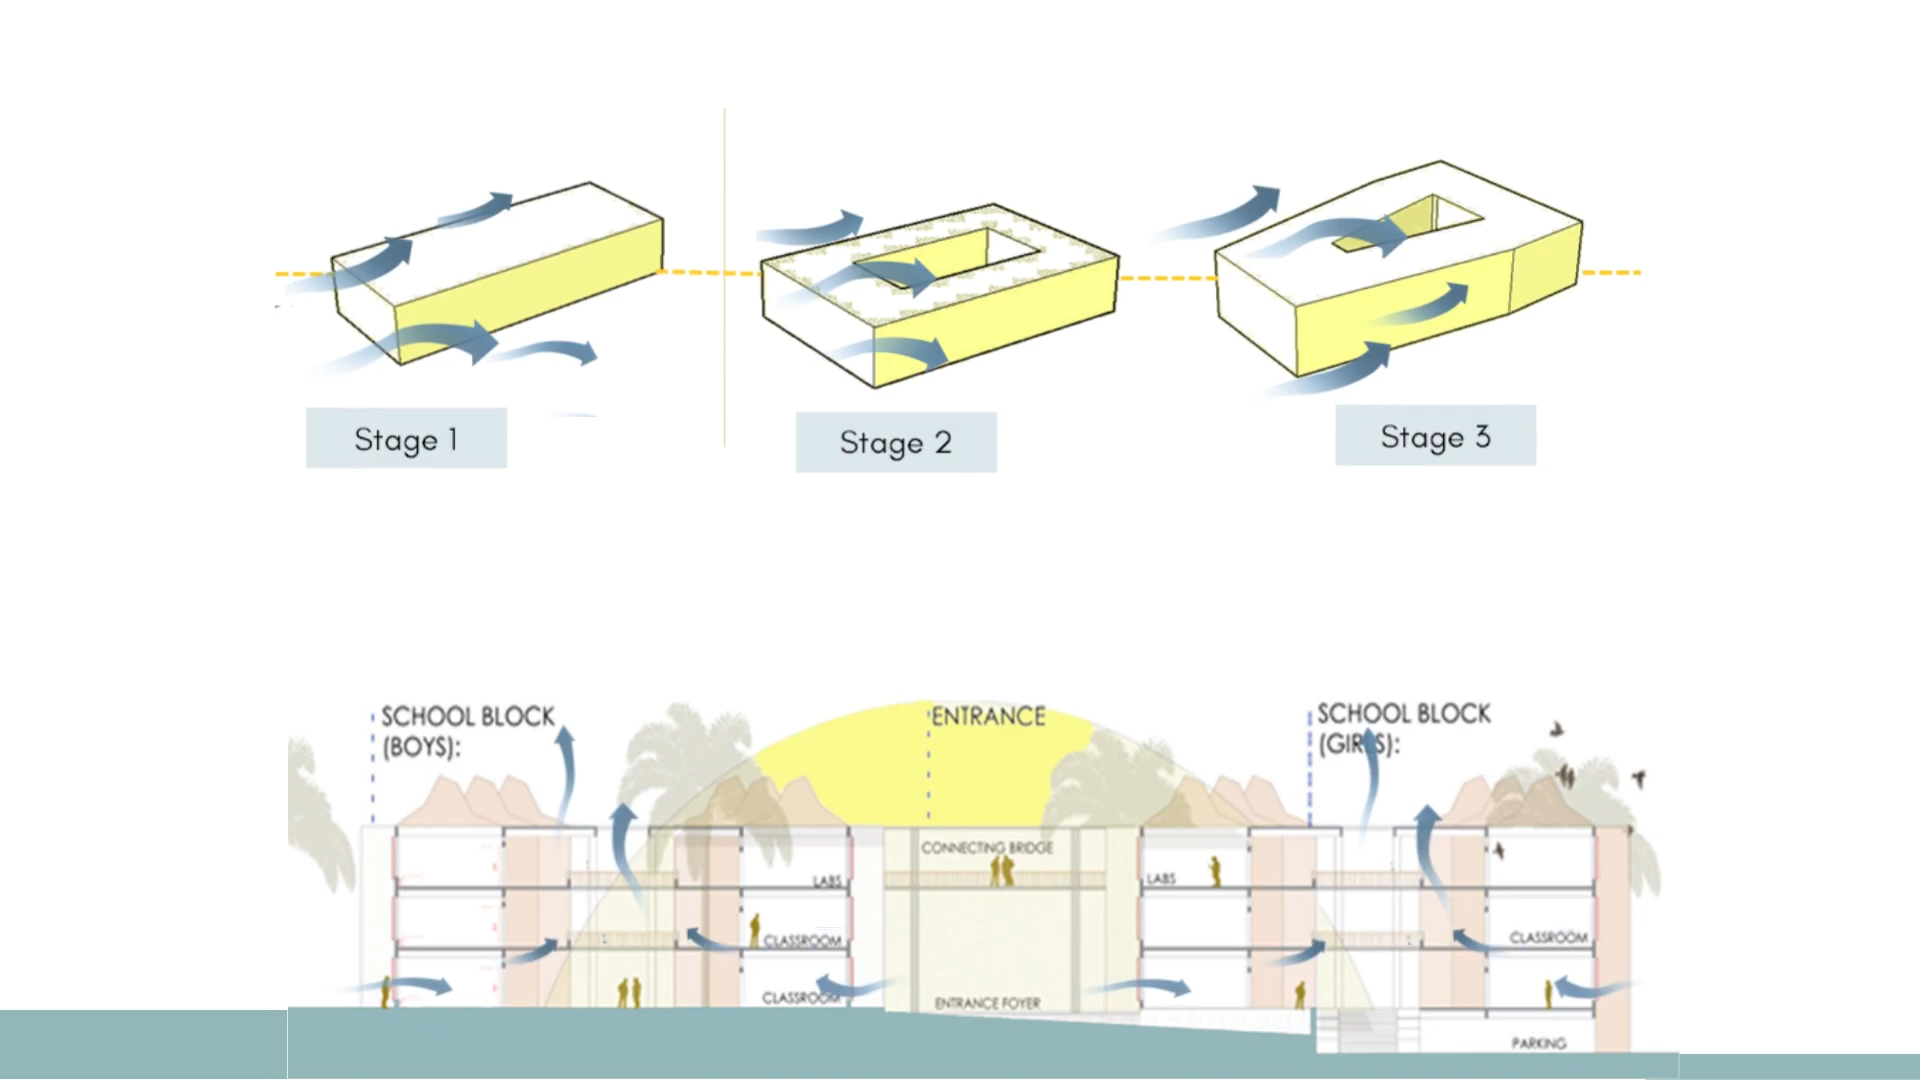 Stage 1
Stage 2
Stage 3
SCHOOL BLOCK
(BOYS):
ENTRANCE
SCHOOL BLOCK
(GIRLS):
CONNECTING BRIDGE
LABS
LABS
CLASSROOM
CLASSROOM
CLASSROOM
ENTRANCE FOYER
PARKING